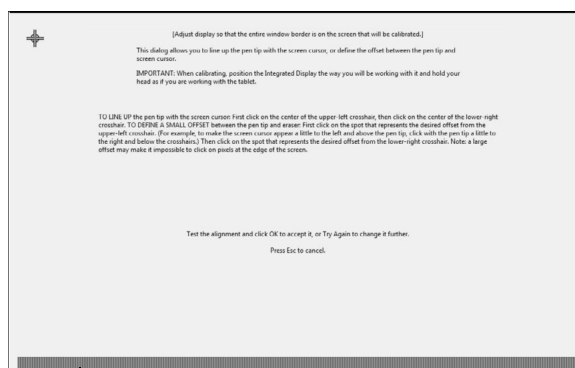 [Adjust display so that the entire window border is on the screen that will be calibrated.]
This dialog allows you to line up the pen tip with the screen cursor, or define the offset between the pen tip and
screen cursor.
IMPORTANT: When calibrating, position the Integrated Display the way you will be working with it and hold your
head as if you are working with the tablet.
TO LINE UP the pen tip with the screen cursor: First click on the center of the upper-left crosshair, then click on the center of the lower-right
crosshair. TO DEFINE A SMALL OFFSET between the pen tip and eraser: First click on the spot that represents the desired offset from the
upper-left crosshair. (For example, to make the screen cursor appear a little to the left and above the pen tip, click with the pen tip a little to
the right and below the crosshairs.) Then click on the spot that represents the desired offset from the lower-right crosshair. Note: a large
offset may make it impossible to click on pixels at the edge of the screen.
Test the alignment and click OK to accept it, or Try Again to change it further.
Press Esc to cancel.